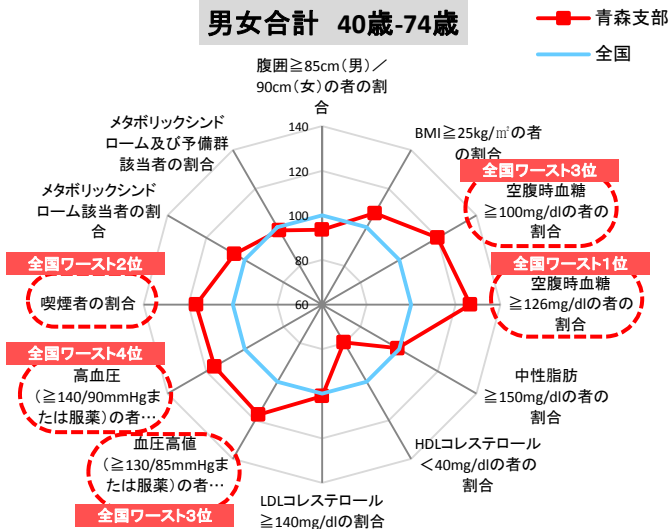 男女合計 40歳-74歳
青森支部
全国
腹囲≧85cm(男)／
90cm(女)の者の割
合
BMI≧25kg/㎡の者
の割合
全国ワースト3位
空腹時血糖
≧100mg/dlの者の
割合
全国ワースト1位
空腹時血糖
≧126mg/dlの者の
割合
中性脂肪
≧150mg/dlの者の
割合
HDLコレステロール
＜40mg/dlの者の
割合
LDLコレステロール
≧140mg/dlの割合
血圧高値
(≧130/85mmHgま
たは服薬)の者…
全国ワースト3位
全国ワースト4位
高血圧
(≧140/90mmHgま
たは服薬)の者…
全国ワースト2位
喫煙者の割合
メタボリックシンド
ローム該当者の割
合
メタボリックシンド
ローム及び予備群
該当者の割合
140
120
100
80
60